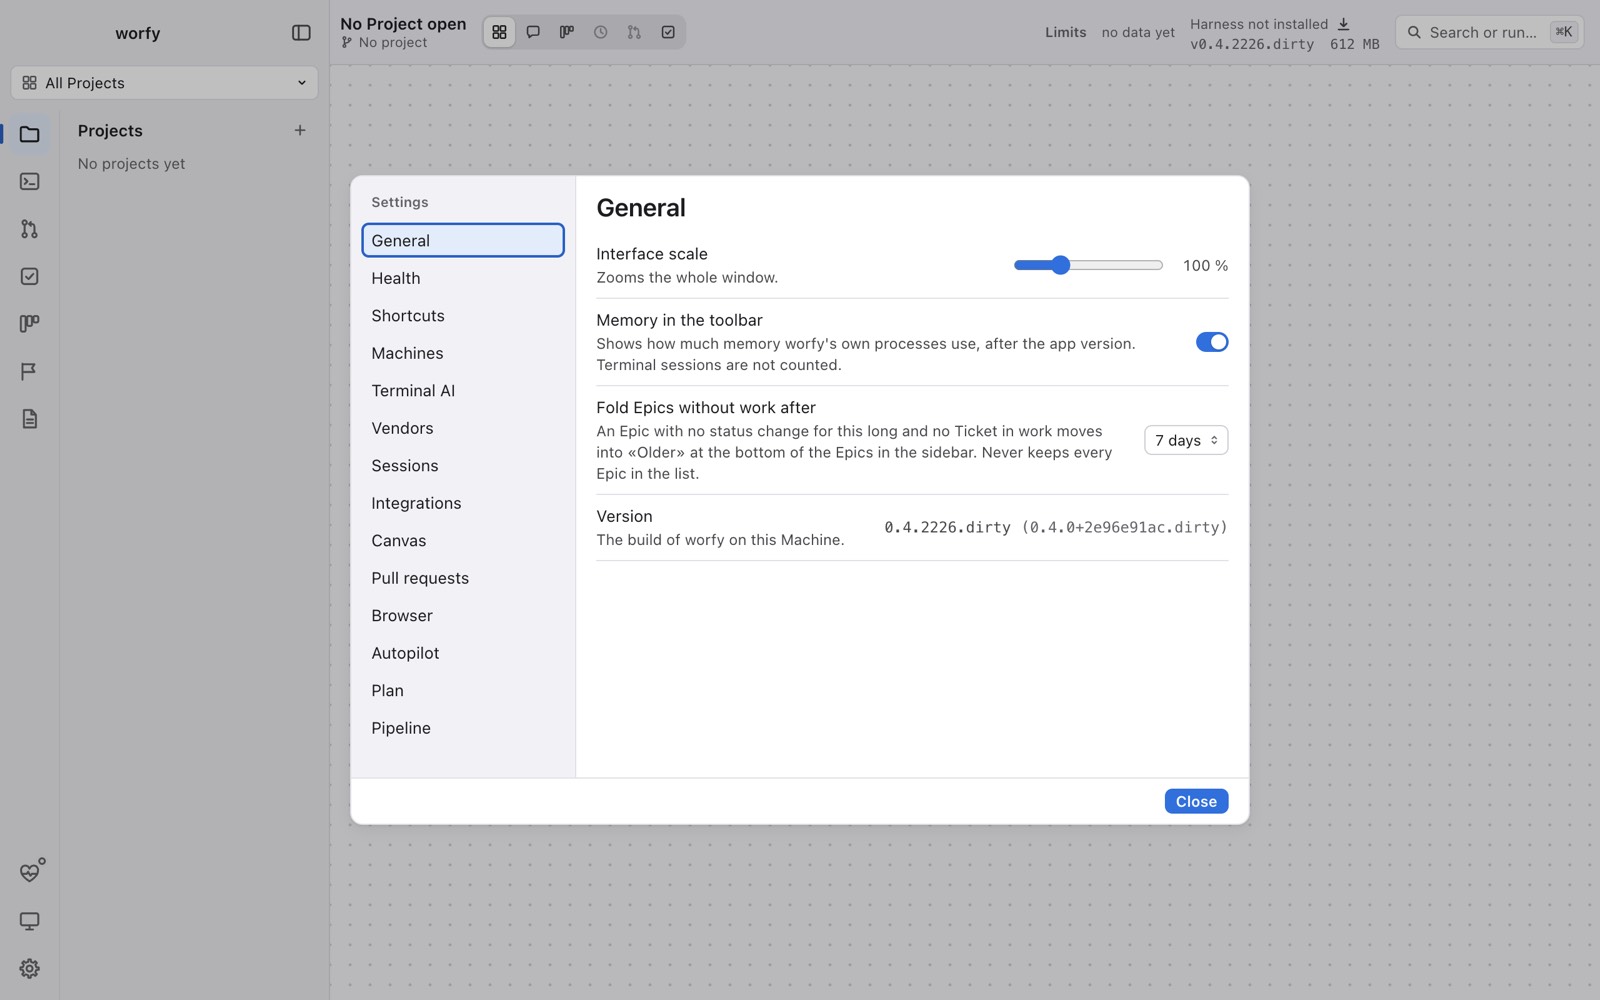 worfy
All Projects
Projects
No projects yet
No Project open
No project
Limits no data yet
Harness not installed
v0.4.2226.dirty 612 MB
Search or run... ⌘K
Settings
General
Health
Shortcuts
Machines
Terminal AI
Vendors
Sessions
Integrations
Canvas
Pull requests
Browser
Autopilot
Plan
Pipeline
General
Interface scale
Zooms the whole window.
100 %
Memory in the toolbar
Shows how much memory worfy's own processes use, after the app version.
Terminal sessions are not counted.
Fold Epics without work after
An Epic with no status change for this long and no Ticket in work moves
into «Older» at the bottom of the Epics in the sidebar. Never keeps every
Epic in the list.
7 days
Version
The build of worfy on this Machine.
0.4.2226.dirty (0.4.0+2e96e91ac.dirty)
Close